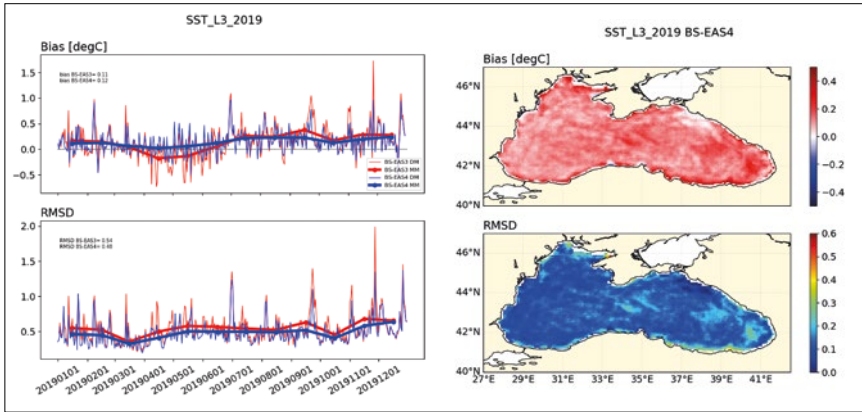 SST_L3_2019
Bias [degC]
bias BS-EAS3= 0.11
bias BS-EAS4= 0.12
1.5
1.0
0.5
0.0
−0.5
BS-EAS3 DM
BS-EAS3 MM
BS-EAS4 DM
BS-EAS4 MM
RMSD
RMSD BS-EAS3= 0.54
RMSD BS-EAS4= 0.49
2.0
1.5
1.0
0.5
20190101
20190201
20190301
20190401
20190501
20190601
20190701
20190801
20190901
20191001
20191101
20191201
SST_L3_2019 BS-EAS4
Bias [degC]
46°N
44°N
42°N
40°N
0.4
0.2
0.0
−0.2
−0.4
RMSD
46°N
44°N
42°N
40°N
27°E
29°E
31°E
33°E
35°E
37°E
39°E
41°E
0.6
0.5
0.4
0.3
0.2
0.1
0.0